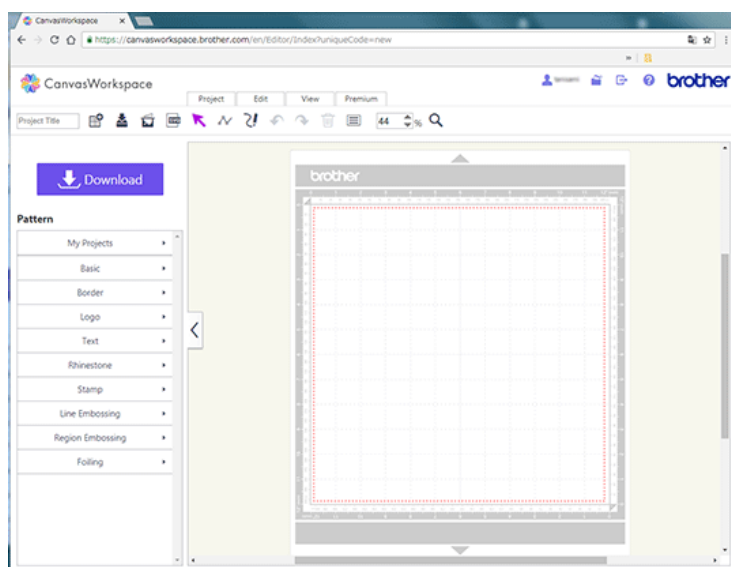 CanvasWorkspace
https://canvasworkspace.brother.com/en/Editor/Index?uniqueCode=new
CanvasWorkspace
brother
Project Edit View Premium
Project Title
44 %
Download
brother
Pattern
My Projects
Basic
Border
Logo
Text
Rhinestone
Stamp
Line Embossing
Region Embossing
Foiling